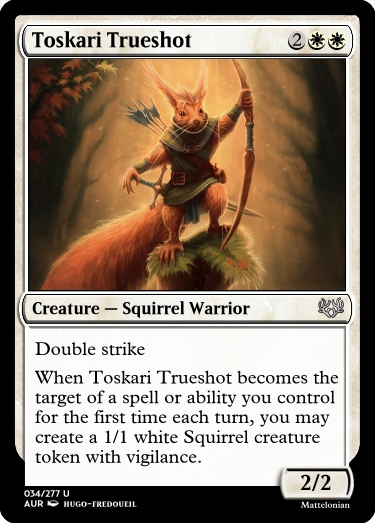 Toskari Trueshot 2
Creature — Squirrel Warrior
Double strike
When Toskari Trueshot becomes the
target of a spell or ability you control
for the first time each turn, you may
create a 1/1 white Squirrel creature
token with vigilance.
2/2
034/277 U
AUR HUGO-FREDOUEIL
Mattelonian